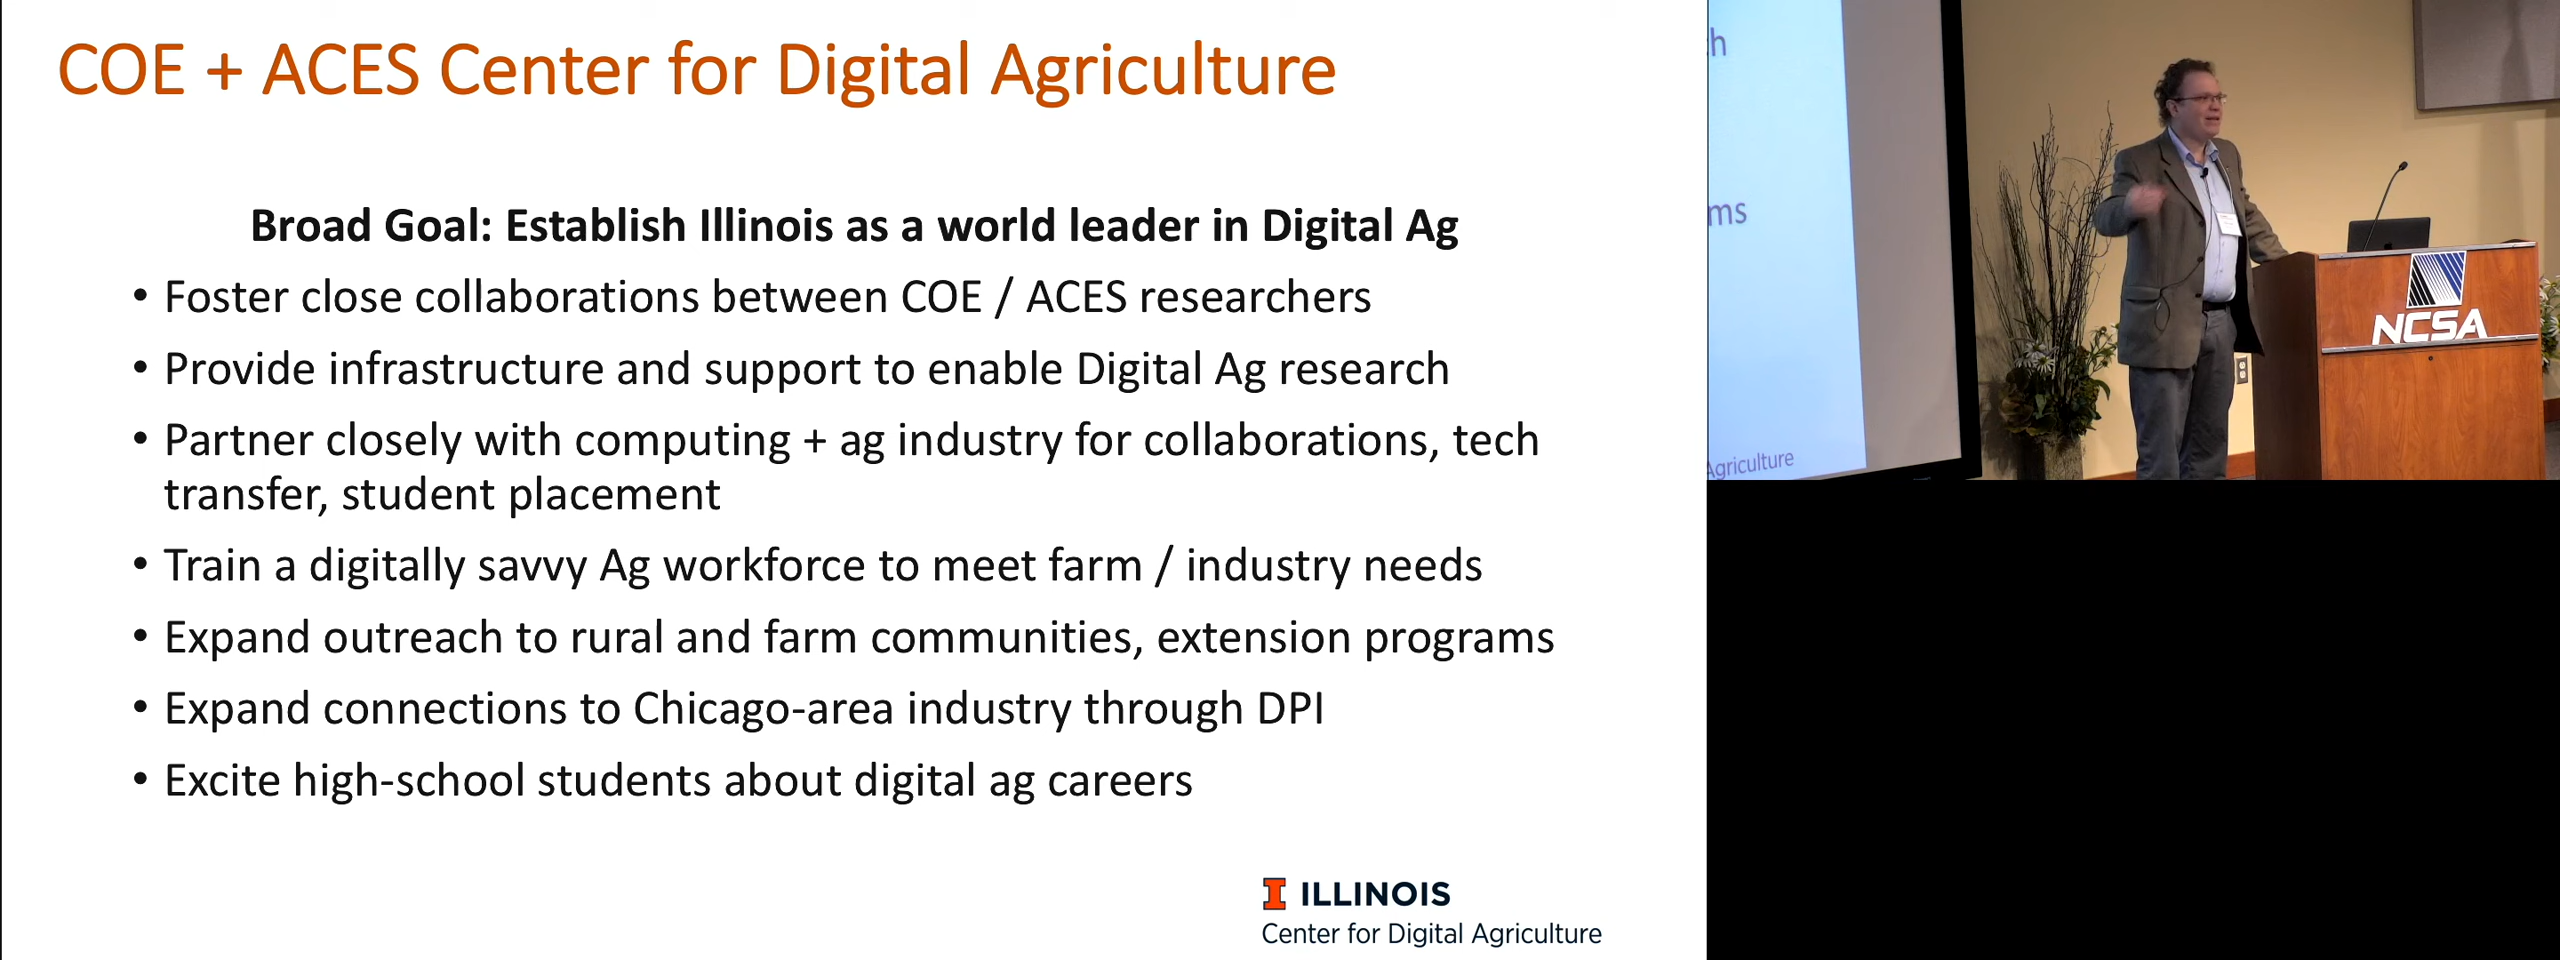 COE + ACES Center for Digital Agriculture
Broad Goal: Establish Illinois as a world leader in Digital Ag
• Foster close collaborations between COE / ACES researchers
• Provide infrastructure and support to enable Digital Ag research
• Partner closely with computing + ag industry for collaborations, tech
transfer, student placement
• Train a digitally savvy Ag workforce to meet farm / industry needs
• Expand outreach to rural and farm communities, extension programs
• Expand connections to Chicago-area industry through DPI
• Excite high-school students about digital ag careers
I ILLINOIS
Center for Digital Agriculture
h
ms
Agriculture
NCSA